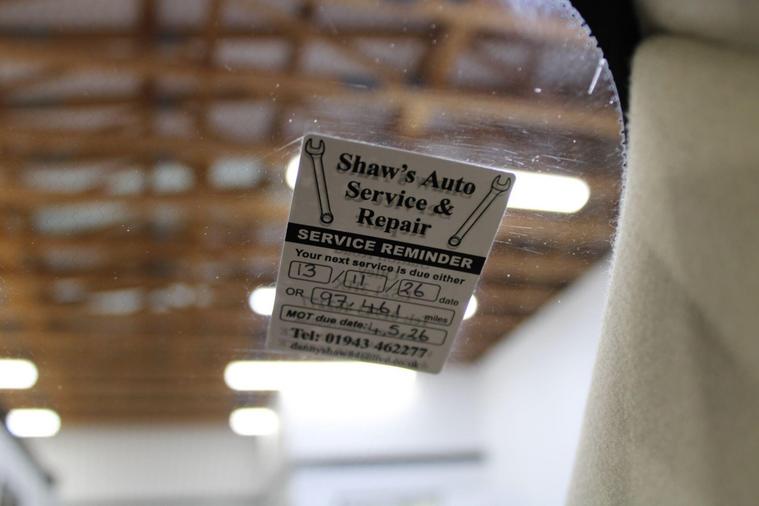 Shaw's Auto
Service &
Repair
SERVICE REMINDER
Your next service is due either
13 / 11 / 26 date
OR 97,461 miles
MOT due date: 4.5.26
Tel: 01943 462277